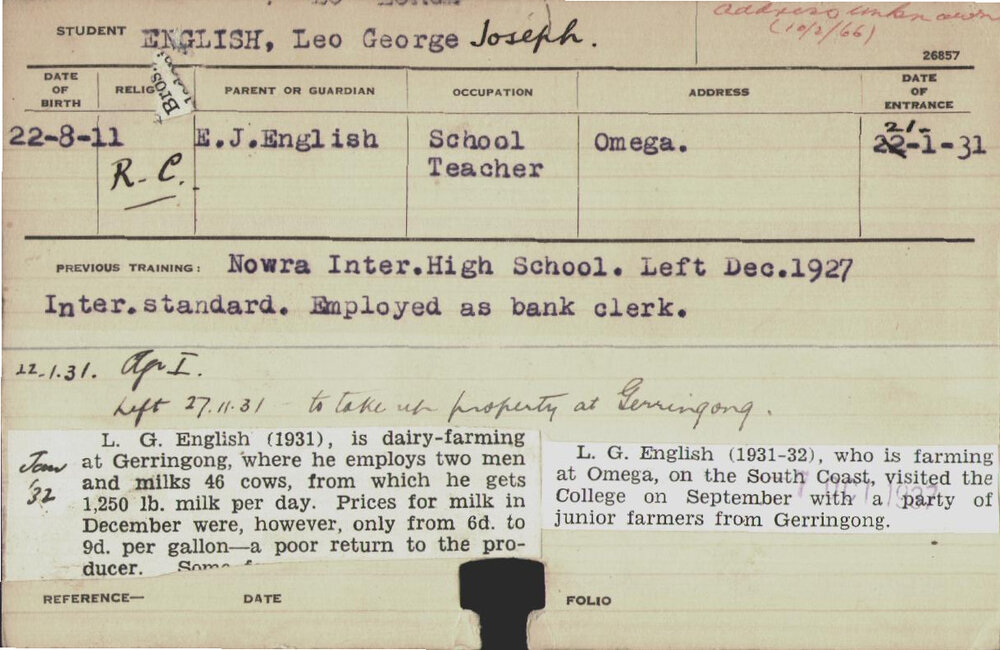 address unknown
(10/2/66)
STUDENT ENGLISH, Leo George Joseph.
26857
DATE OF BIRTH RELIG PARENT OR GUARDIAN OCCUPATION ADDRESS DATE OF ENTRANCE
Bros.
22-8-11 E.J.English School Teacher Omega. 21- 22-1-31
R.C.
PREVIOUS TRAINING: Nowra Inter.High School. Left Dec.1927
Inter.standard. Employed as bank clerk.
22.1.31. Ag I.
Left 27.11.31 - to take up property at Gerringong.
Jan '32
L. G. English (1931), is dairy-farming
at Gerringong, where he employs two men
and milks 46 cows, from which he gets
1,250 lb. milk per day. Prices for milk in
December were, however, only from 6d. to
9d. per gallon—a poor return to the pro-
ducer. Some
L. G. English (1931-32), who is farming
at Omega, on the South Coast, visited the
College on September with a party of
junior farmers from Gerringong.
REFERENCE— DATE FOLIO